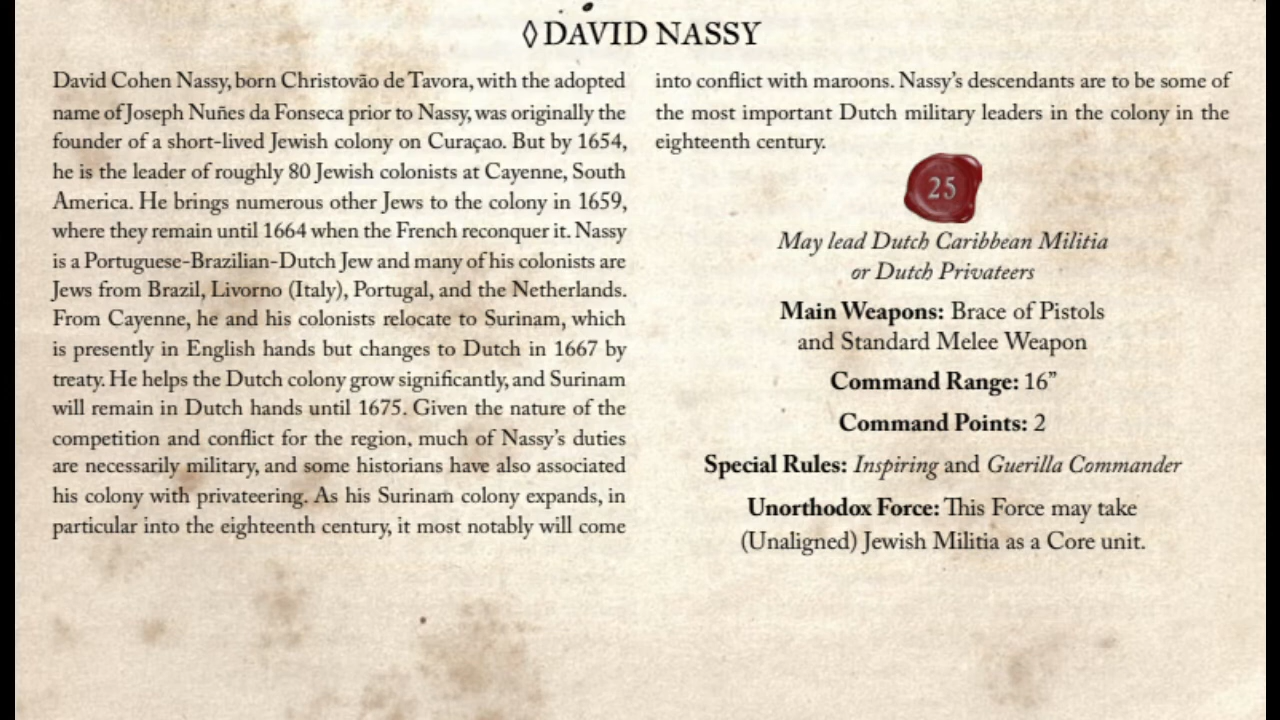 ◊ DAVID NASSY
David Cohen Nassy, born Christovão de Tavora, with the adopted
name of Joseph Nuñes da Fonseca prior to Nassy, was originally the
founder of a short-lived Jewish colony on Curaçao. But by 1654,
he is the leader of roughly 80 Jewish colonists at Cayenne, South
America. He brings numerous other Jews to the colony in 1659,
where they remain until 1664 when the French reconquer it. Nassy
is a Portuguese-Brazilian-Dutch Jew and many of his colonists are
Jews from Brazil, Livorno (Italy), Portugal, and the Netherlands.
From Cayenne, he and his colonists relocate to Surinam, which
is presently in English hands but changes to Dutch in 1667 by
treaty. He helps the Dutch colony grow significantly, and Surinam
will remain in Dutch hands until 1675. Given the nature of the
competition and conflict for the region, much of Nassy's duties
are necessarily military, and some historians have also associated
his colony with privateering. As his Surinam colony expands, in
particular into the eighteenth century, it most notably will come
into conflict with maroons. Nassy's descendants are to be some of
the most important Dutch military leaders in the colony in the
eighteenth century.
25
May lead Dutch Caribbean Militia
or Dutch Privateers
Main Weapons: Brace of Pistols
and Standard Melee Weapon
Command Range: 16”
Command Points: 2
Special Rules: Inspiring and Guerilla Commander
Unorthodox Force: This Force may take
(Unaligned) Jewish Militia as a Core unit.